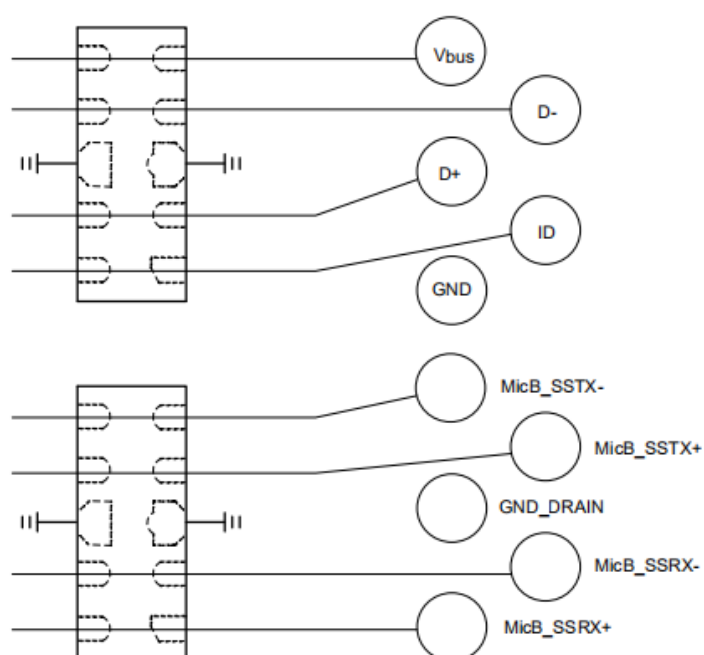 Vbus
D-
D+
ID
GND
MicB_SSTX-
MicB_SSTX+
GND_DRAIN
MicB_SSRX-
MicB_SSRX+